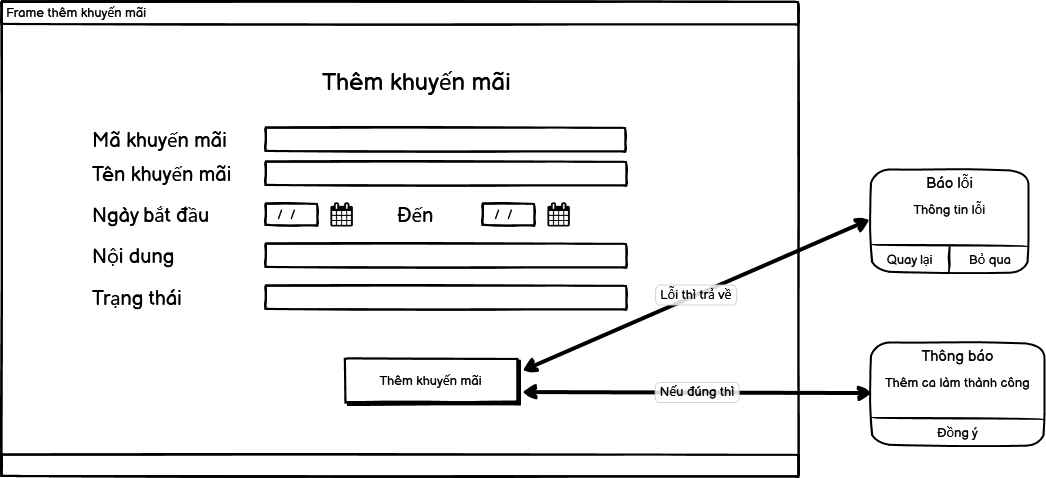 Frame thêm khuyến mãi
Thêm khuyến mãi
Mã khuyến mãi
Tên khuyến mãi
Ngày bắt đầu / / Đến / /
Nội dung
Trạng thái
Thêm khuyến mãi
Lỗi thì trả về
Nếu đúng thì
Báo lỗi
Thông tin lỗi
Quay lại Bỏ qua
Thông báo
Thêm ca làm thành công
Đồng ý